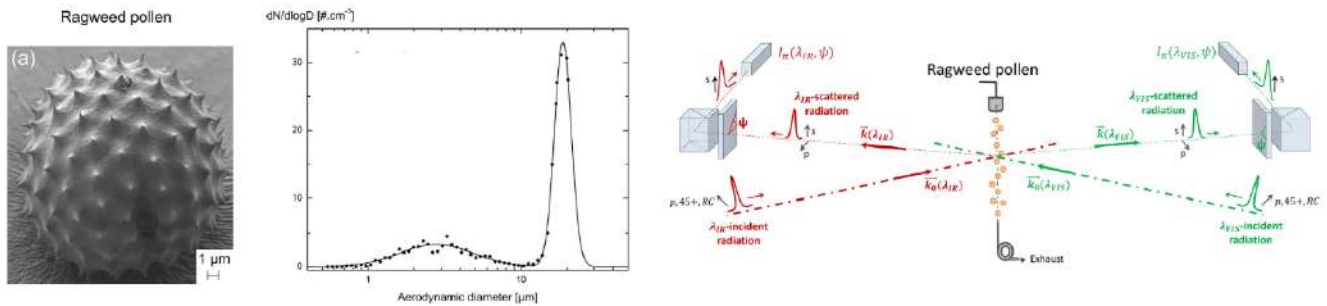 Ragweed pollen
(a)
1 µm
dN/dlogD [#.cm⁻³]
30
20
10
0
1
10
Aerodynamic diameter [µm]
Iₙ(λ_IR, ψ)
s
λ_IR-scattered
radiation
ψ
s
p
k⃗(λ_IR)
k₀⃗(λ_IR)
p, 45+, RC
λ_IR-incident
radiation
Ragweed pollen
Exhaust
Iₙ(λ_VIS, ψ)
s
λ_VIS-scattered
radiation
s
p
k⃗(λ_VIS)
ψ
k₀⃗(λ_VIS)
p, 45+, RC
λ_VIS-incident
radiation